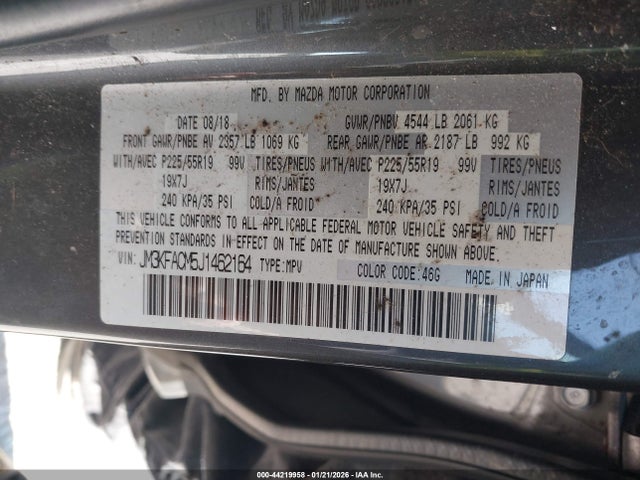 MFD. BY MAZDA MOTOR CORPORATION
DATE 08/18 GVWR/PNBV 4544 LB 2061 KG
FRONT GAWR/PNBE AV 2357 LB 1069 KG REAR GAWR/PNBE AR 2187 LB 992 KG
WITH/AVEC P225/55R19 99V TIRES/PNEUS WITH/AVEC P225/55R19 99V TIRES/PNEUS
19X7J RIMS/JANTES 19X7J RIMS/JANTES
240 KPA/35 PSI COLD/A FROID 240 KPA/35 PSI COLD/A FROID
THIS VEHICLE CONFORMS TO ALL APPLICABLE FEDERAL MOTOR VEHICLE SAFETY AND THEFT
PREVENTION STANDARDS IN EFFECT ON THE DATE OF MANUFACTURE SHOWN ABOVE.
VIN: JM3KFACM5J1462164 TYPE:MPV COLOR CODE:46G MADE IN JAPAN
000-44219958 - 01/21/2026 - Copyright IAA, Inc.